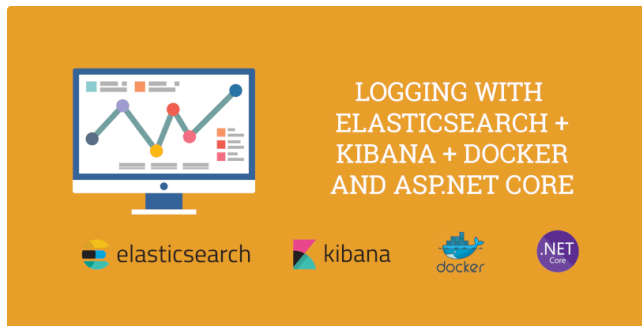 LOGGING WITH
ELASTICSEARCH +
KIBANA + DOCKER
AND ASP.NET CORE
elasticsearch
kibana
docker
.NET
Core